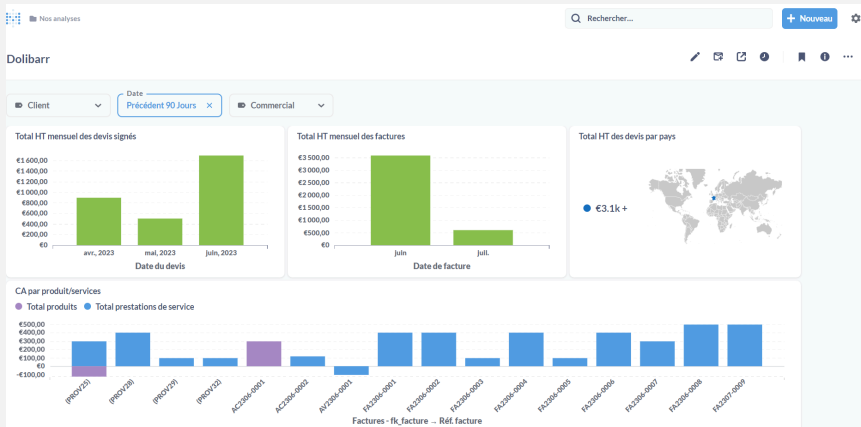 Nos analyses
Rechercher...
+ Nouveau
Dolibarr
Client
Date
Précédent 90 Jours ×
Commercial
Total HT mensuel des devis signés
€1 600,00
€1 400,00
€1 200,00
€1 000,00
€800,00
€600,00
€400,00
€200,00
€0
avr., 2023
mai, 2023
juin, 2023
Date du devis
Total HT mensuel des factures
€3 500,00
€3 000,00
€2 500,00
€2 000,00
€1 500,00
€1 000,00
€500,00
€0
juin
juil.
Date de facture
Total HT des devis par pays
€3.1k +
CA par produit/services
Total produits
Total prestations de service
€500,00
€400,00
€300,00
€200,00
€100,00
€0
-€100,00
(PROV25)
(PROV28)
(PROV29)
(PROV32)
AC2306-0001
AC2306-0002
AV2306-0001
FA2306-0001
FA2306-0002
FA2306-0003
FA2306-0004
FA2306-0005
FA2306-0006
FA2306-0007
FA2306-0008
FA2307-0009
Factures - fk_facture → Réf. facture